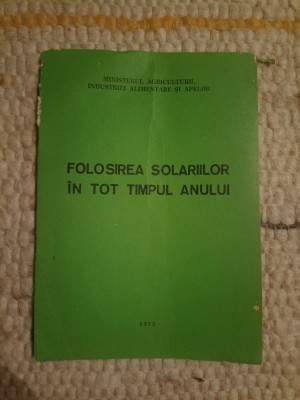 MINISTERUL AGRICULTURII,
INDUSTRIEI ALIMENTARE ȘI APELOR
FOLOSIREA SOLARIILOR
ÎN TOT TIMPUL ANULUI